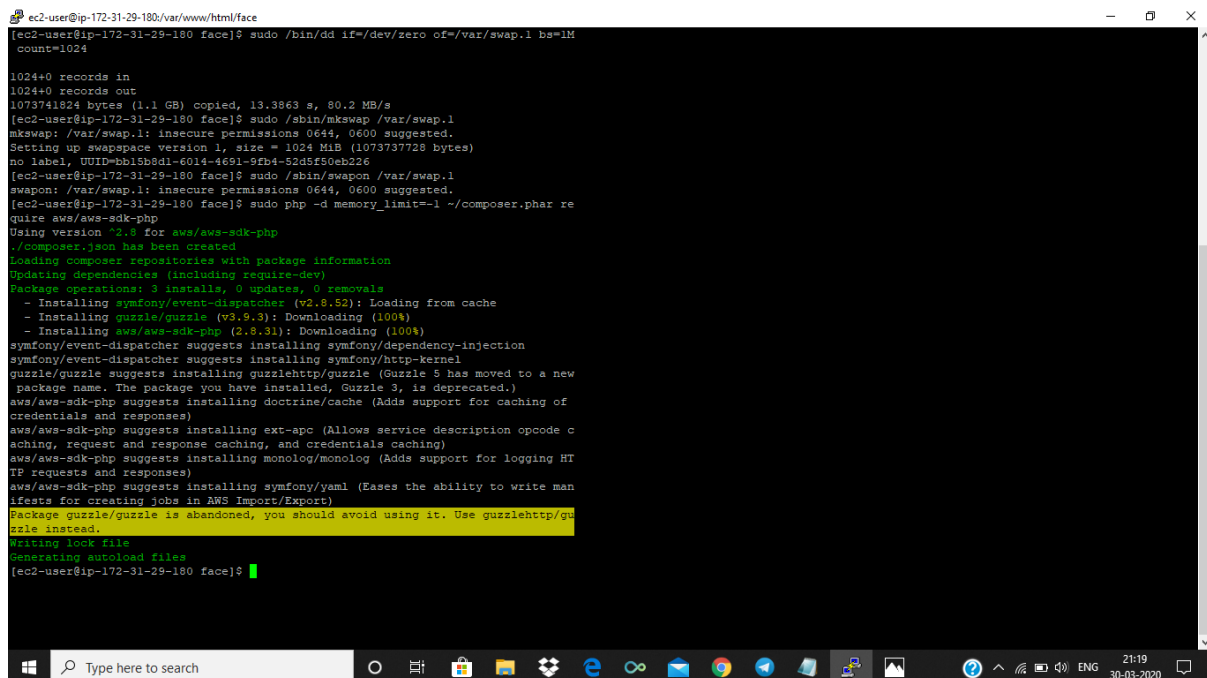 ec2-user@ip-172-31-29-180:/var/www/html/face
[ec2-user@ip-172-31-29-180 face]$ sudo /bin/dd if=/dev/zero of=/var/swap.1 bs=1M
count=1024
1024+0 records in
1024+0 records out
1073741824 bytes (1.1 GB) copied, 13.3863 s, 80.2 MB/s
[ec2-user@ip-172-31-29-180 face]$ sudo /sbin/mkswap /var/swap.1
mkswap: /var/swap.1: insecure permissions 0644, 0600 suggested.
Setting up swapspace version 1, size = 1024 MiB (1073737728 bytes)
no label, UUID=bb15b8d1-6014-4691-9fb4-52d5f50eb226
[ec2-user@ip-172-31-29-180 face]$ sudo /sbin/swapon /var/swap.1
swapon: /var/swap.1: insecure permissions 0644, 0600 suggested.
[ec2-user@ip-172-31-29-180 face]$ sudo php -d memory_limit=-1 ~/composer.phar re
quire aws/aws-sdk-php
Using version ^2.8 for aws/aws-sdk-php
./composer.json has been created
Loading composer repositories with package information
Updating dependencies (including require-dev)
Package operations: 3 installs, 0 updates, 0 removals
- Installing symfony/event-dispatcher (v2.8.52): Loading from cache
- Installing guzzle/guzzle (v3.9.3): Downloading (100%)
- Installing aws/aws-sdk-php (2.8.31): Downloading (100%)
symfony/event-dispatcher suggests installing symfony/dependency-injection
symfony/event-dispatcher suggests installing symfony/http-kernel
guzzle/guzzle suggests installing guzzlehttp/guzzle (Guzzle 5 has moved to a new
package name. The package you have installed, Guzzle 3, is deprecated.)
aws/aws-sdk-php suggests installing doctrine/cache (Adds support for caching of
credentials and responses)
aws/aws-sdk-php suggests installing ext-apc (Allows service description opcode c
aching, request and response caching, and credentials caching)
aws/aws-sdk-php suggests installing monolog/monolog (Adds support for logging HT
TP requests and responses)
aws/aws-sdk-php suggests installing symfony/yaml (Eases the ability to write man
ifests for creating jobs in AWS Import/Export)
Package guzzle/guzzle is abandoned, you should avoid using it. Use guzzlehttp/gu
zzle instead.
Writing lock file
Generating autoload files
[ec2-user@ip-172-31-29-180 face]$
Type here to search
ENG
21:19
30-03-2020